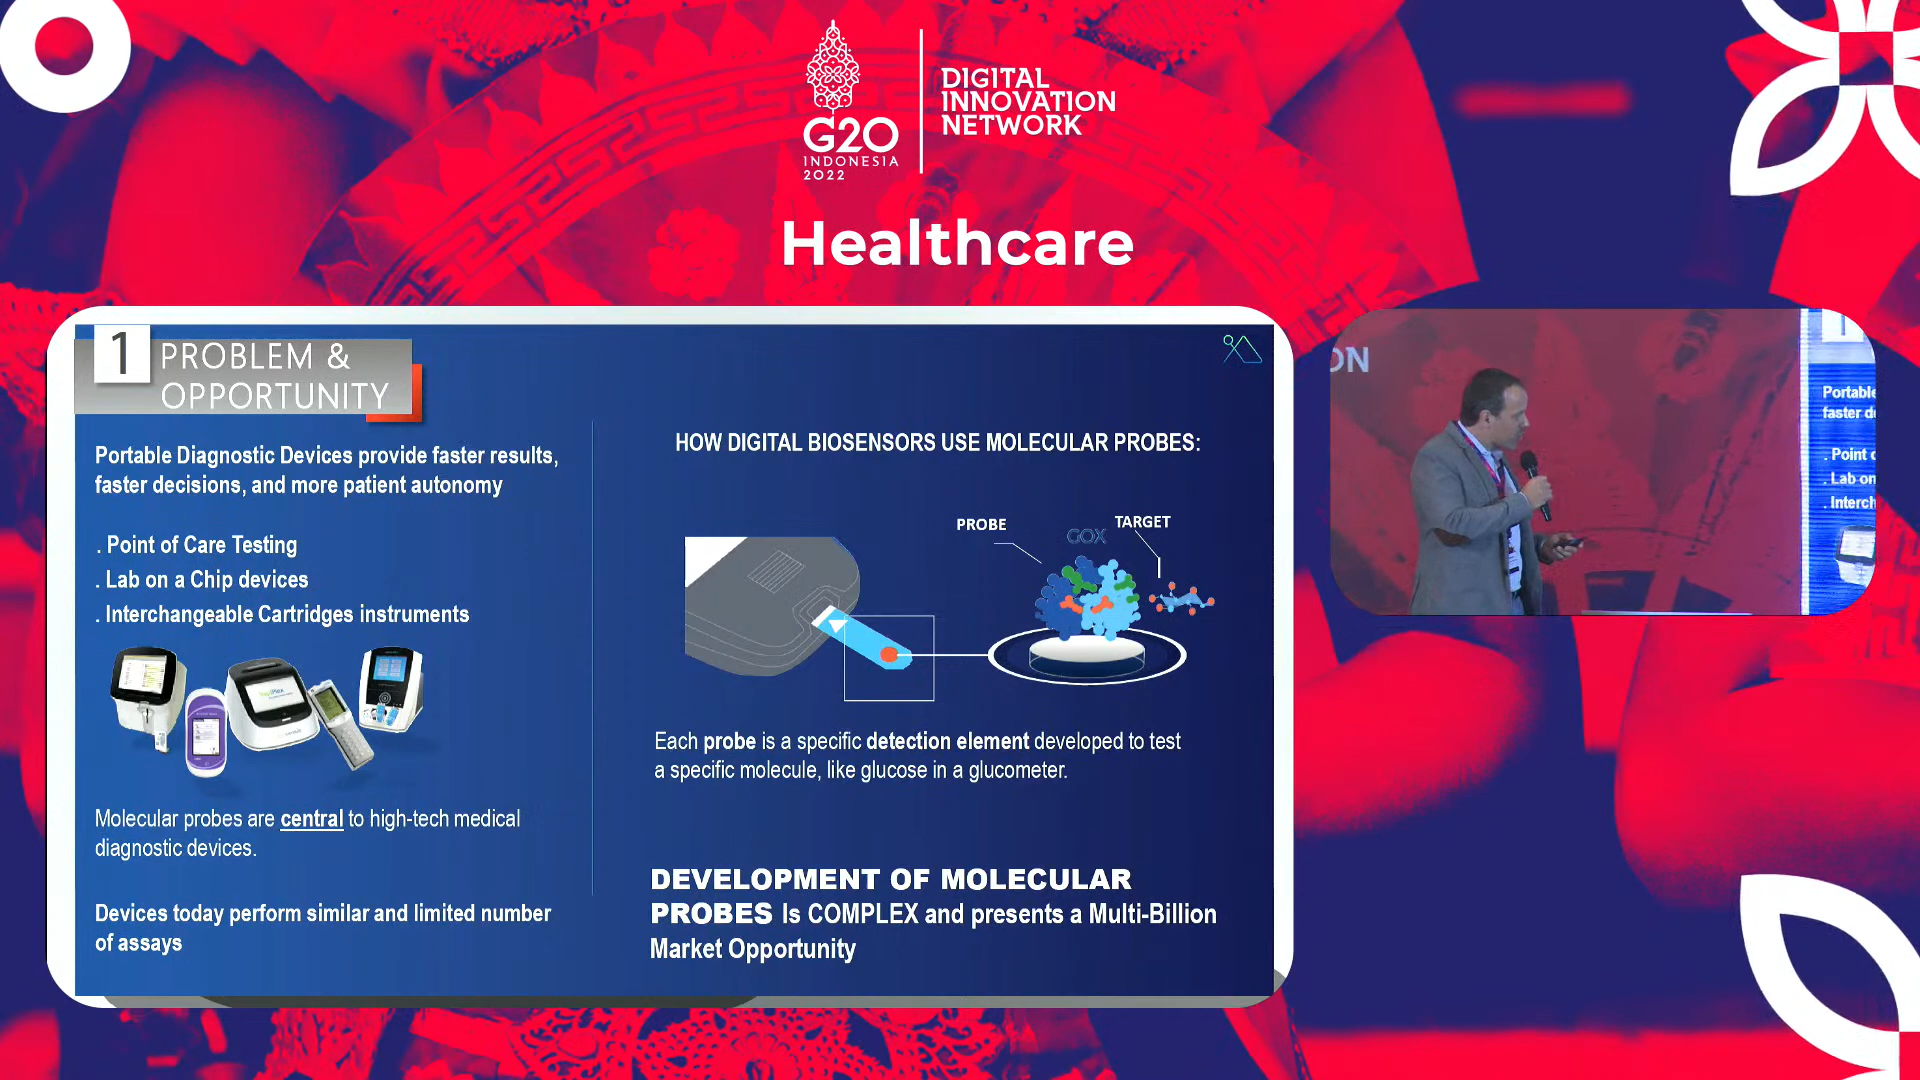 G20
INDONESIA
2022
DIGITAL
INNOVATION
NETWORK
Healthcare
1
PROBLEM &
OPPORTUNITY
Portable Diagnostic Devices provide faster results,
faster decisions, and more patient autonomy
. Point of Care Testing
. Lab on a Chip devices
. Interchangeable Cartridges instruments
Molecular probes are central to high-tech medical
diagnostic devices.
Devices today perform similar and limited number
of assays
HOW DIGITAL BIOSENSORS USE MOLECULAR PROBES:
PROBE
GOX
TARGET
Each probe is a specific detection element developed to test
a specific molecule, like glucose in a glucometer.
DEVELOPMENT OF MOLECULAR
PROBES Is COMPLEX and presents a Multi-Billion
Market Opportunity
ON
1
Portable
faster d
. Point o
. Lab on
. Interch